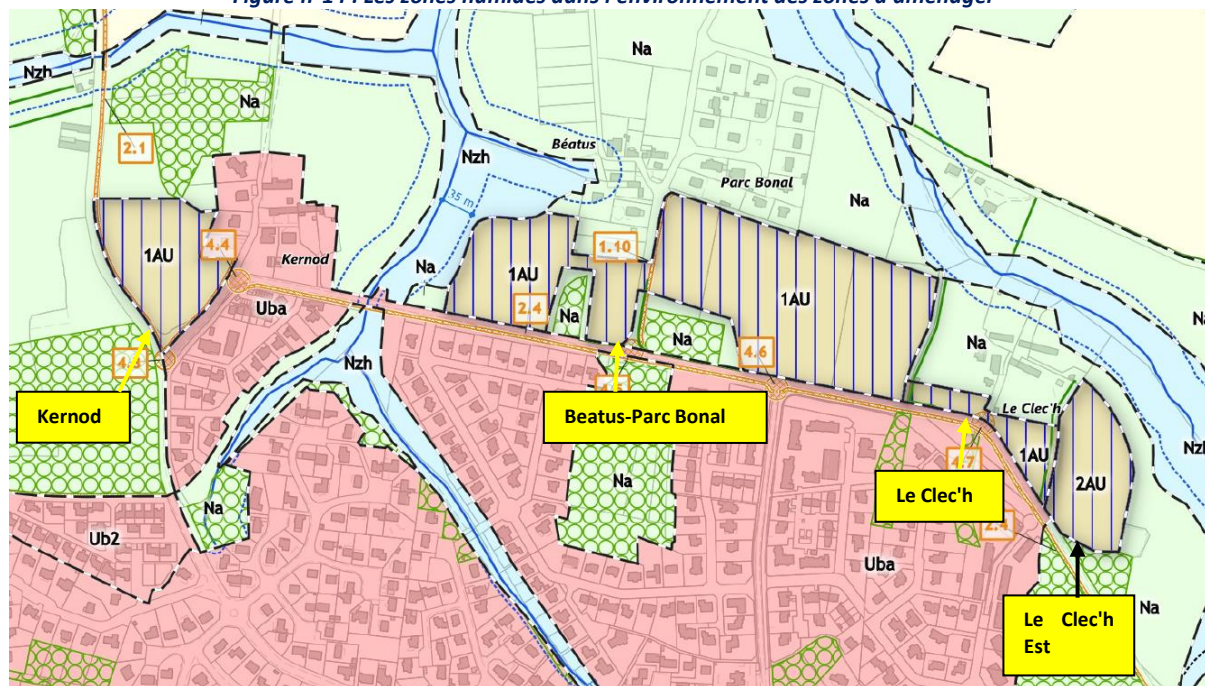 Figure n°14 : Les zones humides dans l'environnement des zones à aménager
Nzh
Na
Na
2.1
Béatus
Nzh
Parc Bonal
35 m
Na
1AU
4.4
Kernod
Na
1AU
1.10
1AU
2.4
Na
Uba
Na
Na
4.6
Nzh
Kernod
Beatus-Parc Bonal
Le Clec'h
1AU
Nzh
4.7
2AU
Le Clec'h
Na
Na
2.4
Ub2
Uba
Na
Le Clec'h
Est